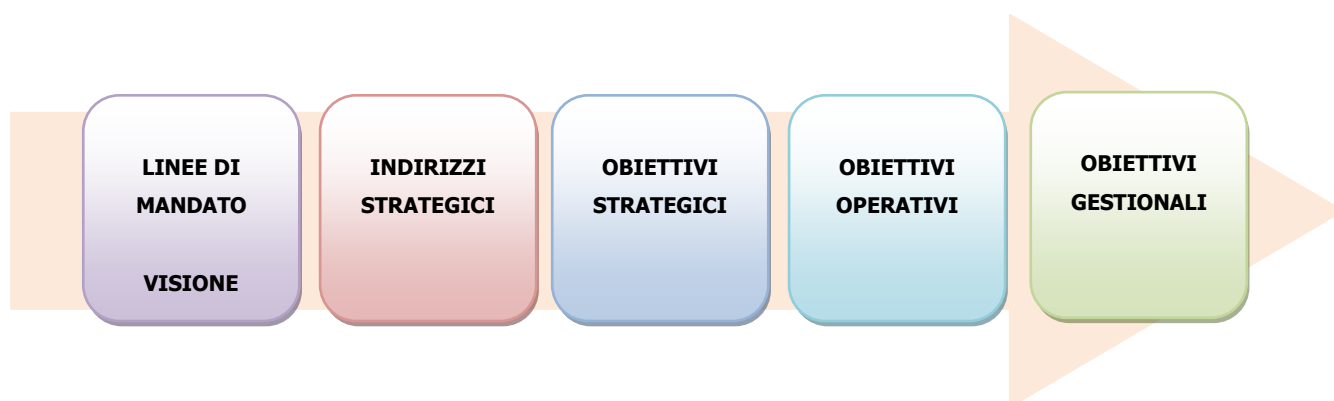 LINEE DI
MANDATO
VISIONE
INDIRIZZI
STRATEGICI
OBIETTIVI
STRATEGICI
OBIETTIVI
OPERATIVI
OBIETTIVI
GESTIONALI